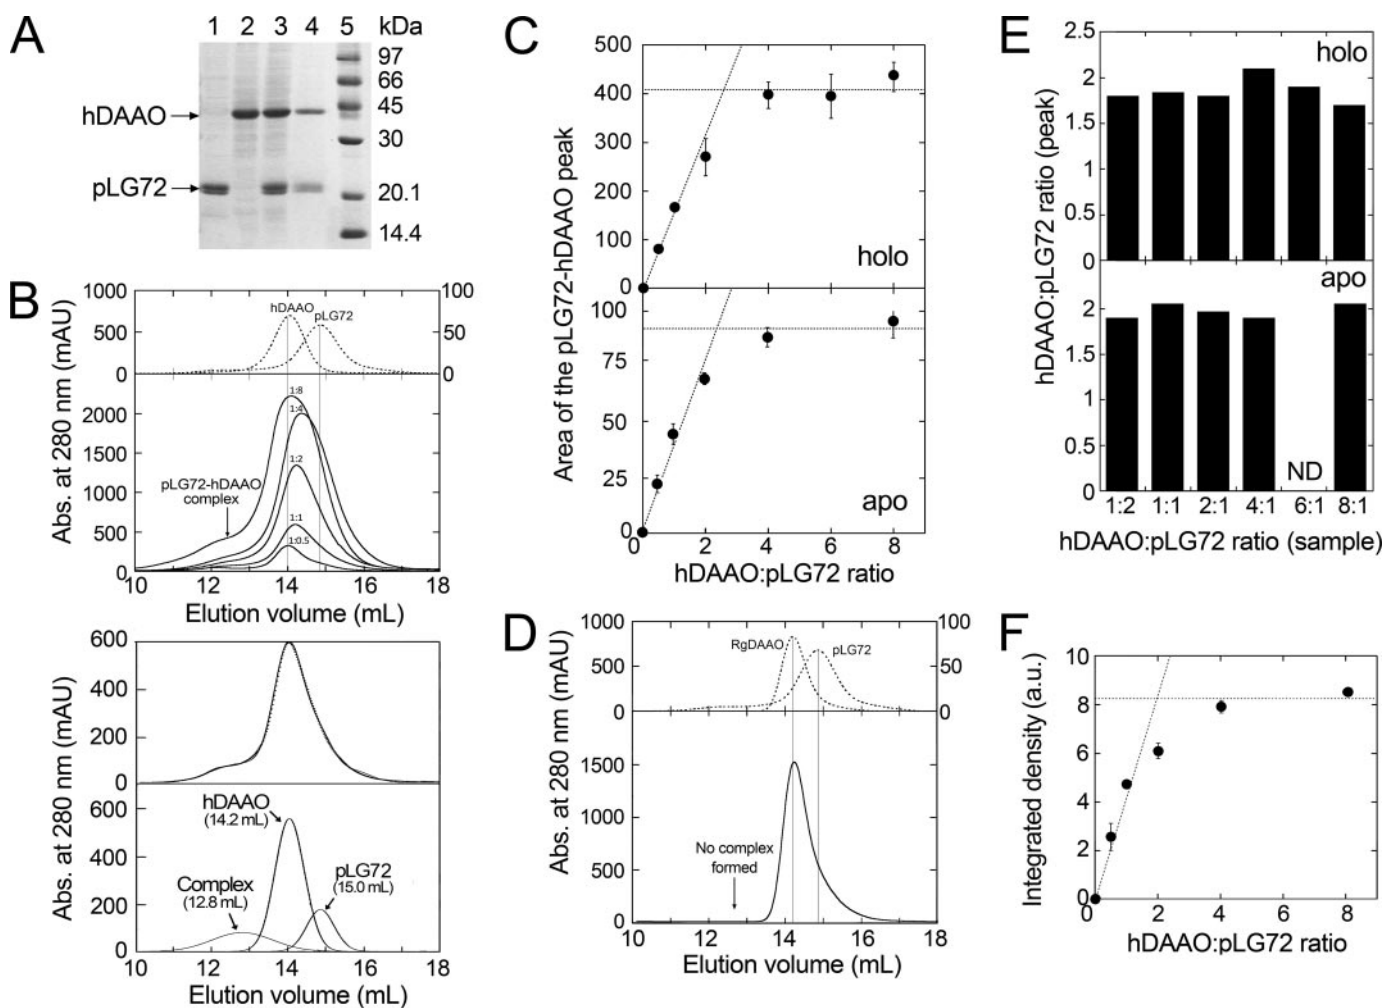 A
1 2 3 4 5 kDa
97
66
45
hDAAO
30
pLG72
20.1
14.4
B
1000
500
0
100
50
0
hDAAO
pLG72
Abs. at 280 nm (mAU)
2000
1500
1000
500
0
1:8
1:4
1:2
1:1
1:0.5
pLG72-hDAAO
complex
10 12 14 16 18
Elution volume (mL)
600
400
200
0
Abs. at 280 nm (mAU)
600
400
200
0
hDAAO
(14.2 mL)
pLG72
(15.0 mL)
Complex
(12.8 mL)
10 12 14 16 18
Elution volume (mL)
C
500
400
300
200
100
0
holo
Area of the pLG72-hDAAO peak
100
75
50
25
0
apo
0 2 4 6 8
hDAAO:pLG72 ratio
D
1000
500
0
100
50
0
RgDAAO
pLG72
Abs. at 280 nm (mAU)
1500
1000
500
0
No complex
formed
10 12 14 16 18
Elution volume (mL)
E
2.5
2
1.5
1
0.5
0
holo
hDAAO:pLG72 ratio (peak)
2
1.5
1
0.5
0
apo
ND
1:2 1:1 2:1 4:1 6:1 8:1
hDAAO:pLG72 ratio (sample)
F
Integrated density (a.u.)
10
8
6
4
2
0
0 2 4 6 8
hDAAO:pLG72 ratio